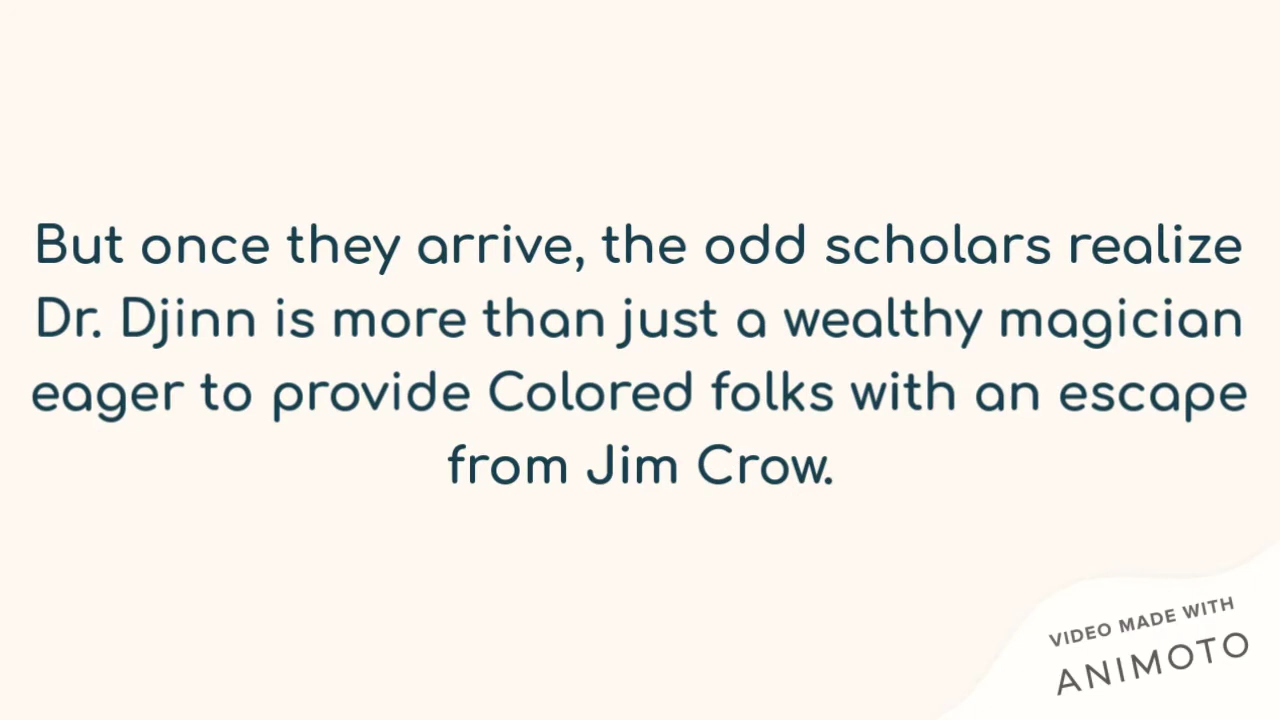 But once they arrive, the odd scholars realize
Dr. Djinn is more than just a wealthy magician
eager to provide Colored folks with an escape
from Jim Crow.
VIDEO MADE WITH
ANIMOTO